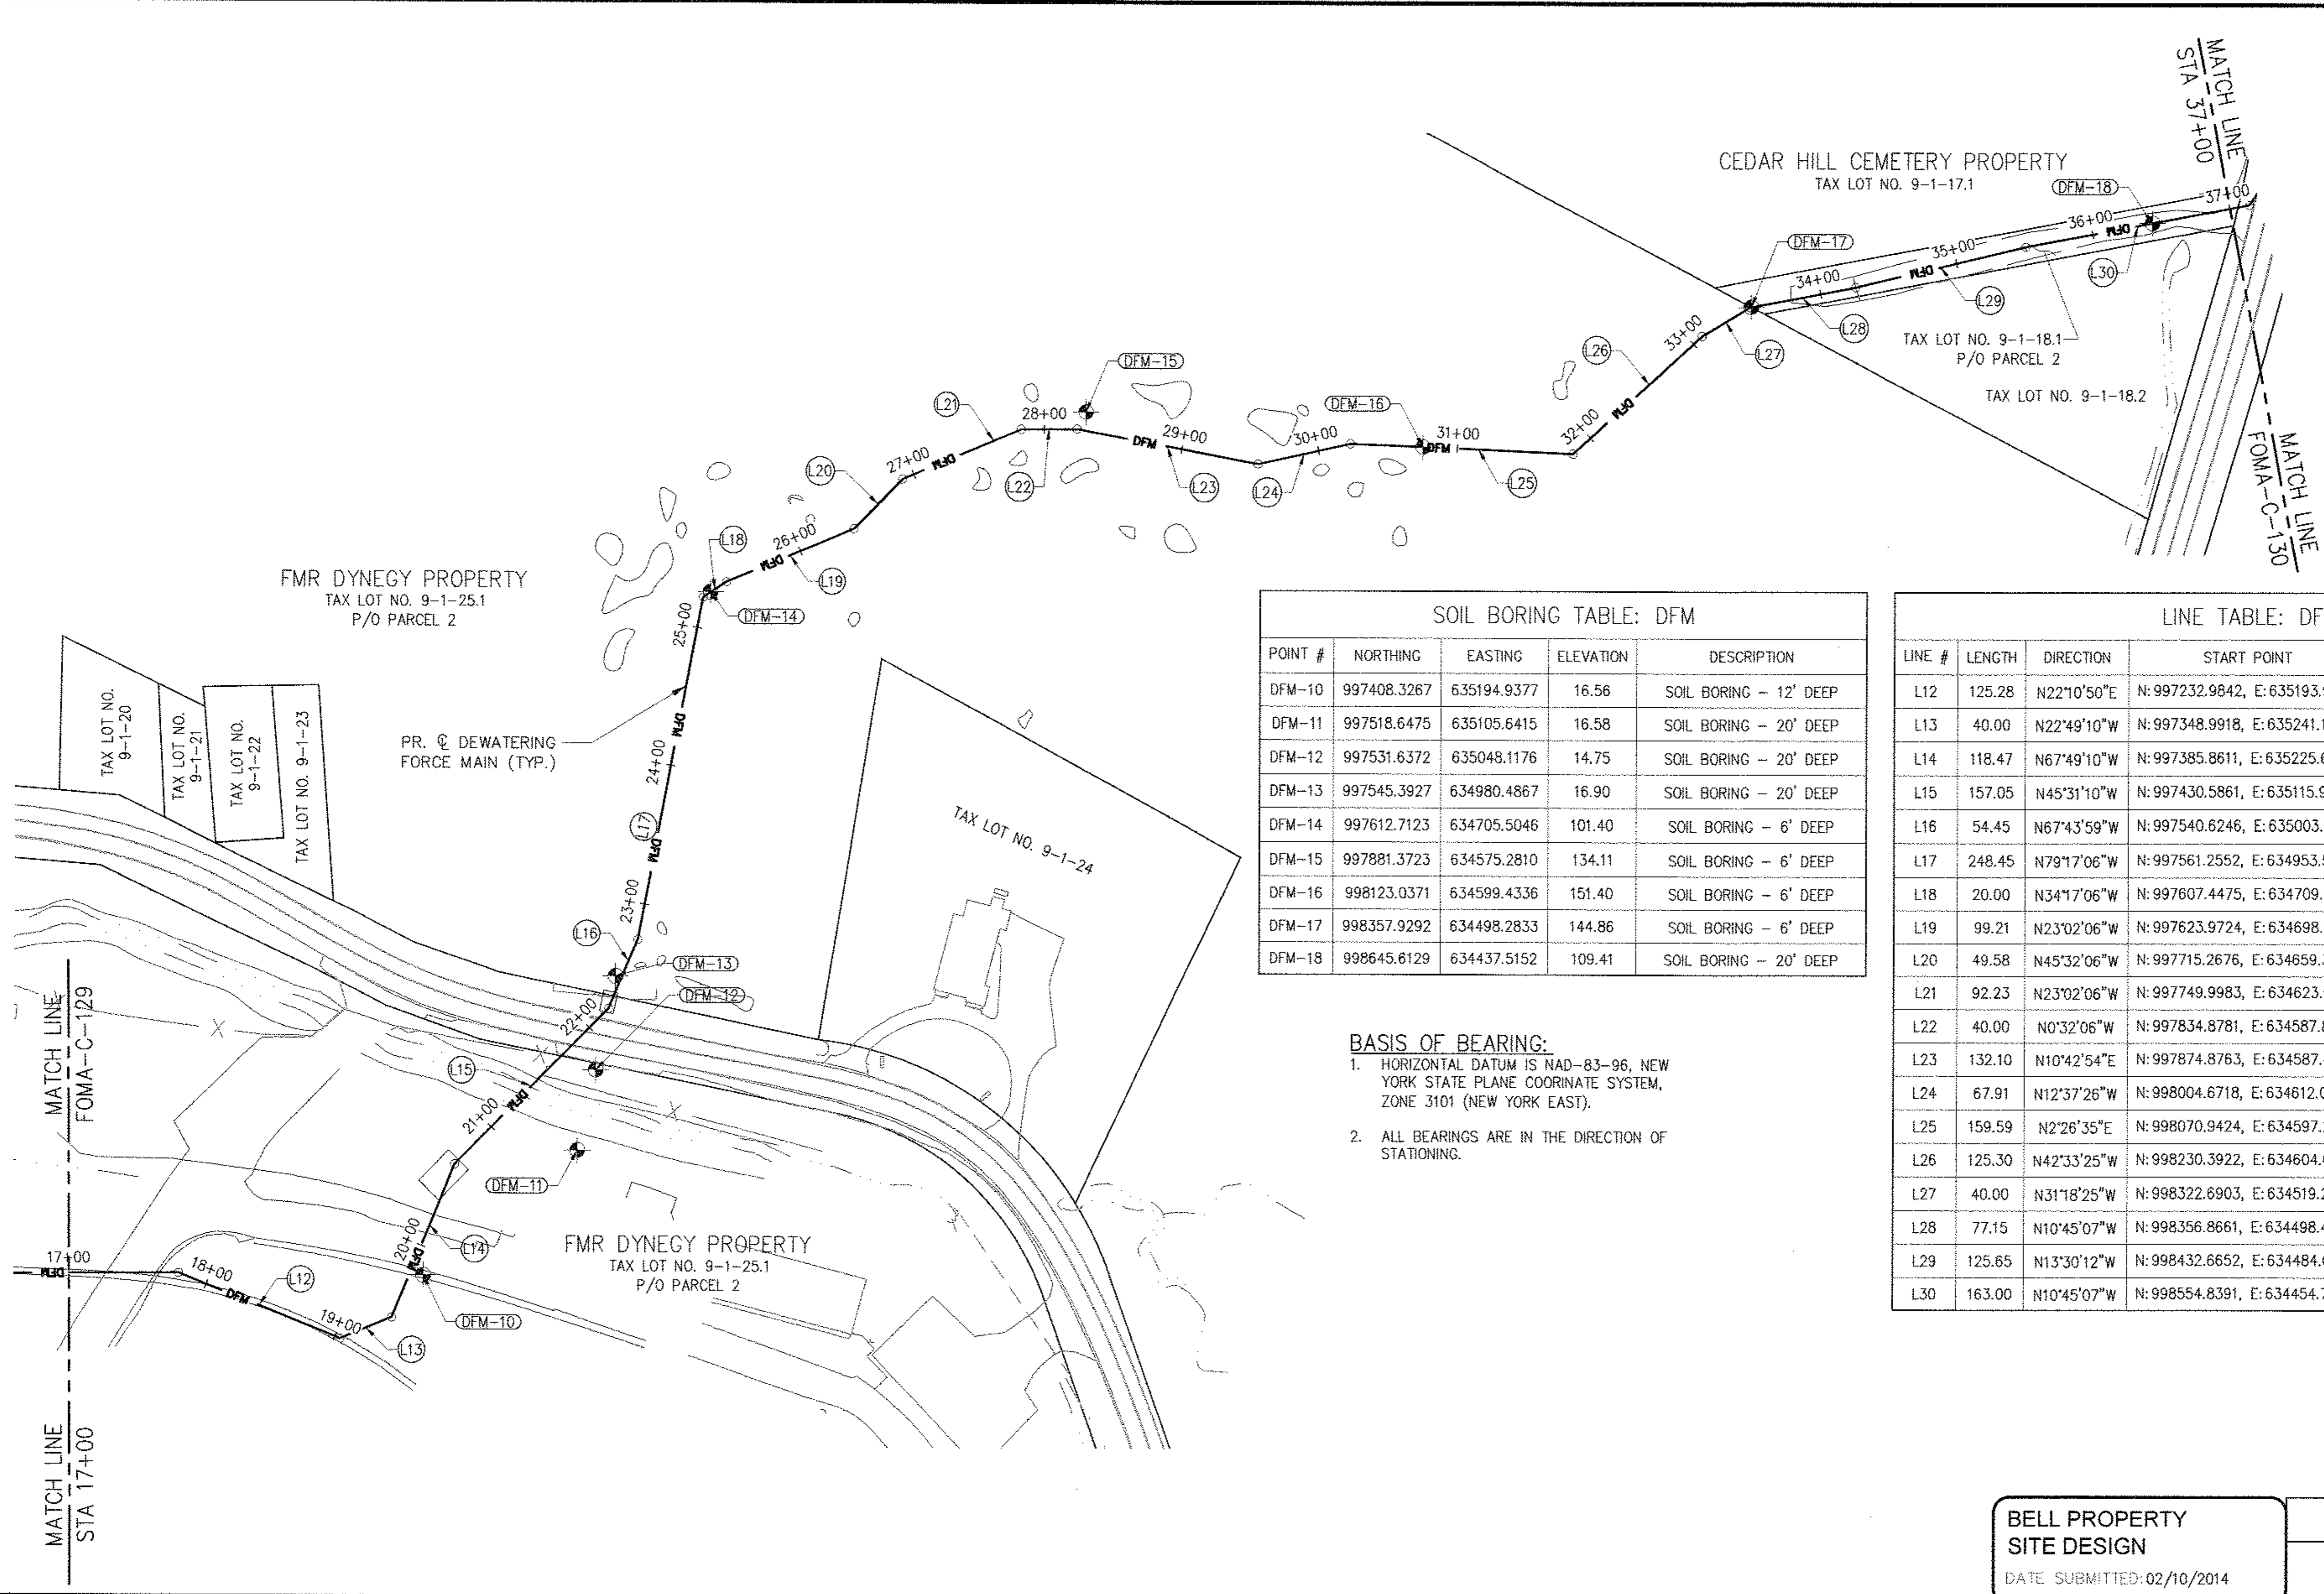 MATCH LINE
STA 37+00
CEDAR HILL CEMETERY PROPERTY
TAX LOT NO. 9-1-17.1
DFM-18
37+00
36+00
DFM
L30
DFM-17
35+00
DFM
L29
34+00
L28
33+00
L27
L26
TAX LOT NO. 9-1-18.1
P/O PARCEL 2
TAX LOT NO. 9-1-18.2
MATCH LINE
FOMA-C-130
DFM
32+00
DFM-15
DFM-16
L21
28+00
DFM
29+00
30+00
DFM
31+00
L22
L23
L24
L25
L20
27+00
DFM
L18
26+00
DFM
L19
DFM-14
25+00
FMR DYNEGY PROPERTY
TAX LOT NO. 9-1-25.1
P/O PARCEL 2
TAX LOT NO.
9-1-20
TAX LOT NO.
9-1-21
TAX LOT NO.
9-1-22
TAX LOT NO. 9-1-23
PR. ℄ DEWATERING
FORCE MAIN (TYP.)
DFM
24+00
L17
DFM
TAX LOT NO. 9-1-24
23+00
L16
DFM-13
DFM-12
22+00
L15
DFM
21+00
DFM-11
MATCH LINE
FOMA-C-129
17+00
DFM
18+00
DFM
L12
19+00
L13
20+00
DFM
L14
DFM-10
FMR DYNEGY PROPERTY
TAX LOT NO. 9-1-25.1
P/O PARCEL 2
MATCH LINE
STA 17+00
SOIL BORING TABLE: DFM
POINT # NORTHING EASTING ELEVATION DESCRIPTION
DFM-10 997408.3267 635194.9377 16.56 SOIL BORING - 12' DEEP
DFM-11 997518.6475 635105.6415 16.58 SOIL BORING - 20' DEEP
DFM-12 997531.6372 635048.1176 14.75 SOIL BORING - 20' DEEP
DFM-13 997545.3927 634980.4867 16.90 SOIL BORING - 20' DEEP
DFM-14 997612.7123 634705.5046 101.40 SOIL BORING - 6' DEEP
DFM-15 997881.3723 634575.2810 134.11 SOIL BORING - 6' DEEP
DFM-16 998123.0371 634599.4336 151.40 SOIL BORING - 6' DEEP
DFM-17 998357.9292 634498.2833 144.86 SOIL BORING - 6' DEEP
DFM-18 998645.6129 634437.5152 109.41 SOIL BORING - 20' DEEP
LINE TABLE: DF
LINE # LENGTH DIRECTION START POINT
L12 125.28 N22°10'50"E N:997232.9842, E:635193.
L13 40.00 N22°49'10"W N:997348.9918, E:635241.1
L14 118.47 N67°49'10"W N:997385.8611, E:635225.6
L15 157.05 N45°31'10"W N:997430.5861, E:635115.9
L16 54.45 N67°43'59"W N:997540.6246, E:635003.
L17 248.45 N79°17'06"W N:997561.2552, E:634953.
L18 20.00 N34°17'06"W N:997607.4475, E:634709.
L19 99.21 N23°02'06"W N:997623.9724, E:634698.
L20 49.58 N45°32'06"W N:997715.2676, E:634659.
L21 92.23 N23°02'06"W N:997749.9983, E:634623.
L22 40.00 N0°32'06"W N:997834.8781, E:634587.
L23 132.10 N10°42'54"E N:997874.8763, E:634587.
L24 67.91 N12°37'26"W N:998004.6718, E:634612.0
L25 159.59 N2°26'35"E N:998070.9424, E:634597.
L26 125.30 N42°33'25"W N:998230.3922, E:634604.
L27 40.00 N31°18'25"W N:998322.6903, E:634519.2
L28 77.15 N10°45'07"W N:998356.8661, E:634498.
L29 125.65 N13°30'12"W N:998432.6652, E:634484.
L30 163.00 N10°45'07"W N:998554.8391, E:634454.7
BASIS OF BEARING:
1. HORIZONTAL DATUM IS NAD-83-96, NEW
YORK STATE PLANE COORINATE SYSTEM,
ZONE 3101 (NEW YORK EAST).
2. ALL BEARINGS ARE IN THE DIRECTION OF
STATIONING.
BELL PROPERTY
SITE DESIGN
DATE SUBMITTED:02/10/2014